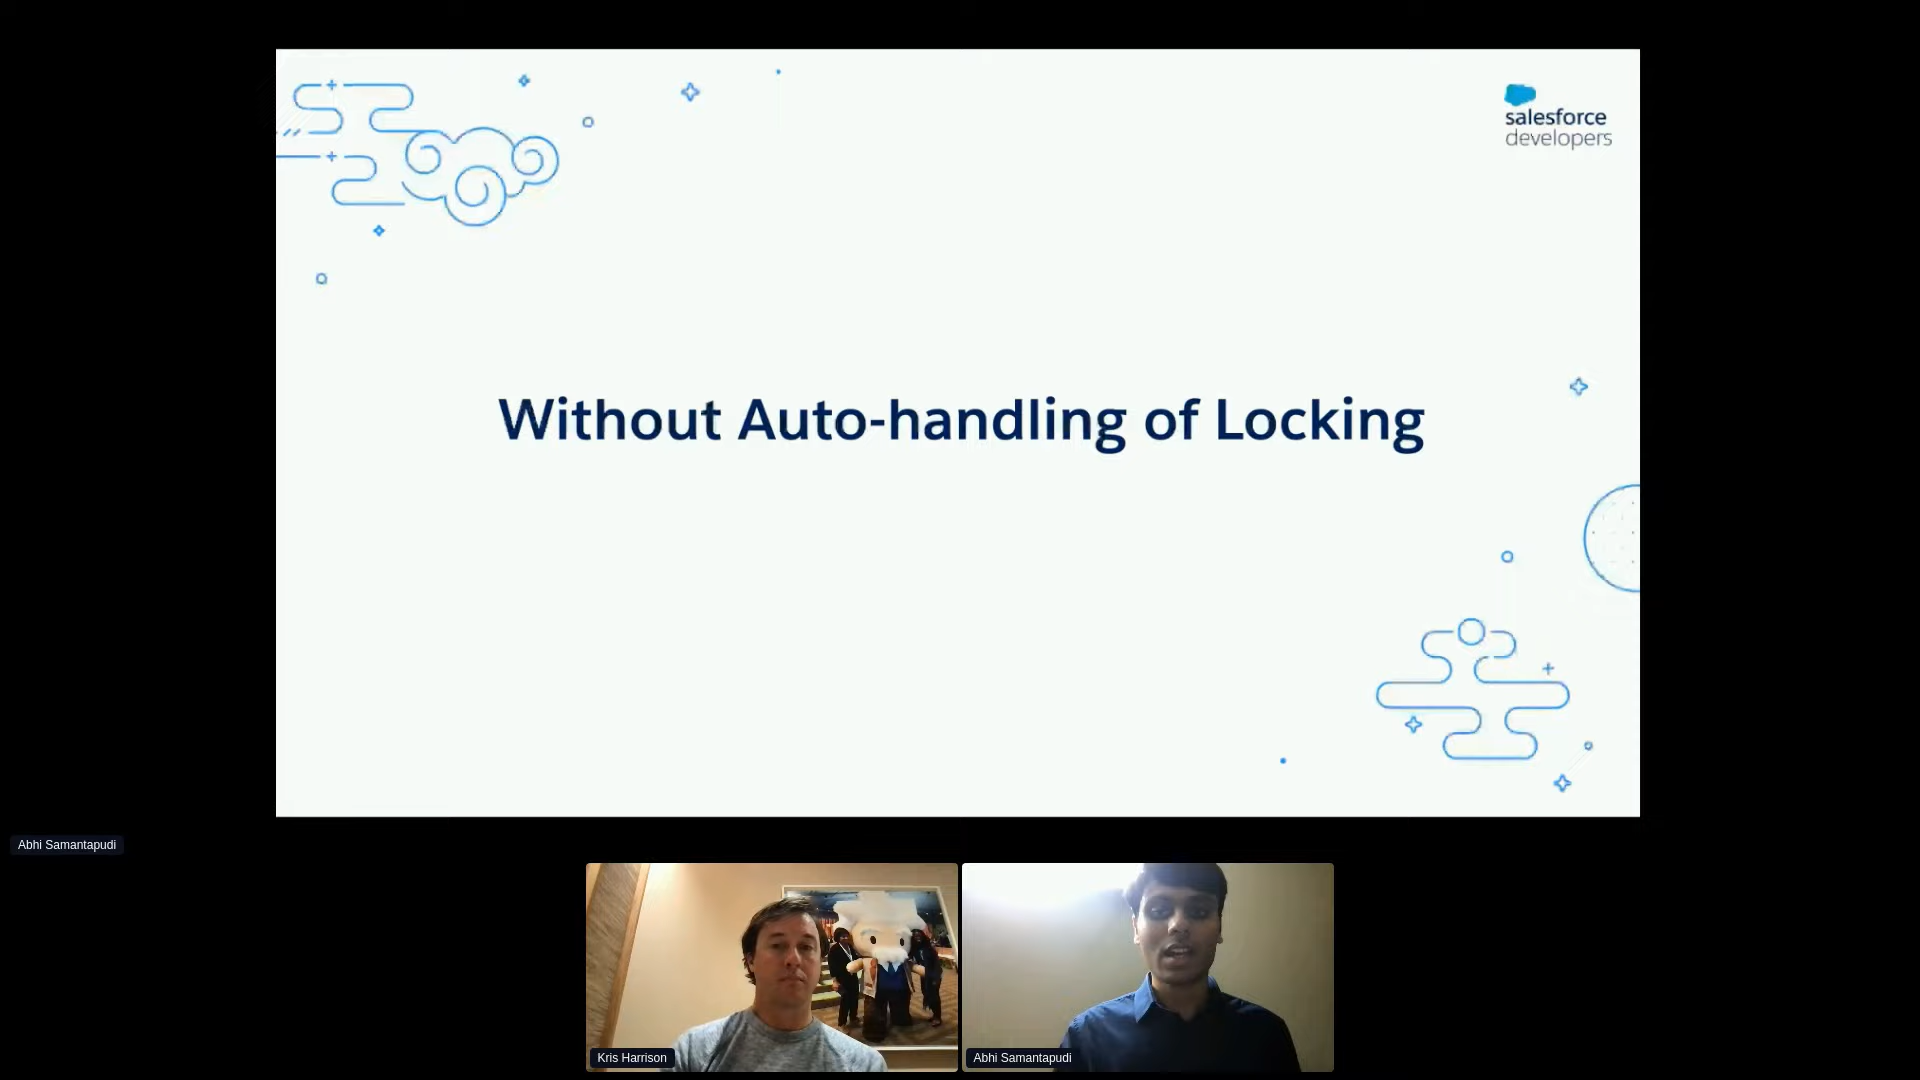 salesforce
developers
Without Auto-handling of Locking
Abhi Samantapudi
Kris Harrison
Abhi Samantapudi